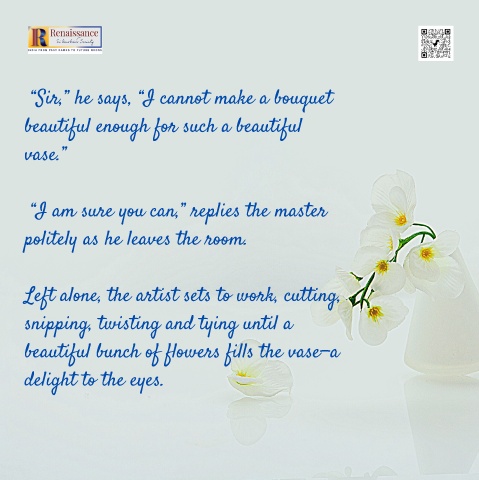 Renaissance
"Sir," he says, "I cannot make a bouquet
beautiful enough for such a beautiful
vase."
"I am sure you can," replies the master
politely as he leaves the room.
Left alone, the artist sets to work, cutting,
snipping, twisting and tying until a
beautiful bunch of flowers fills the vase—a
delight to the eyes.